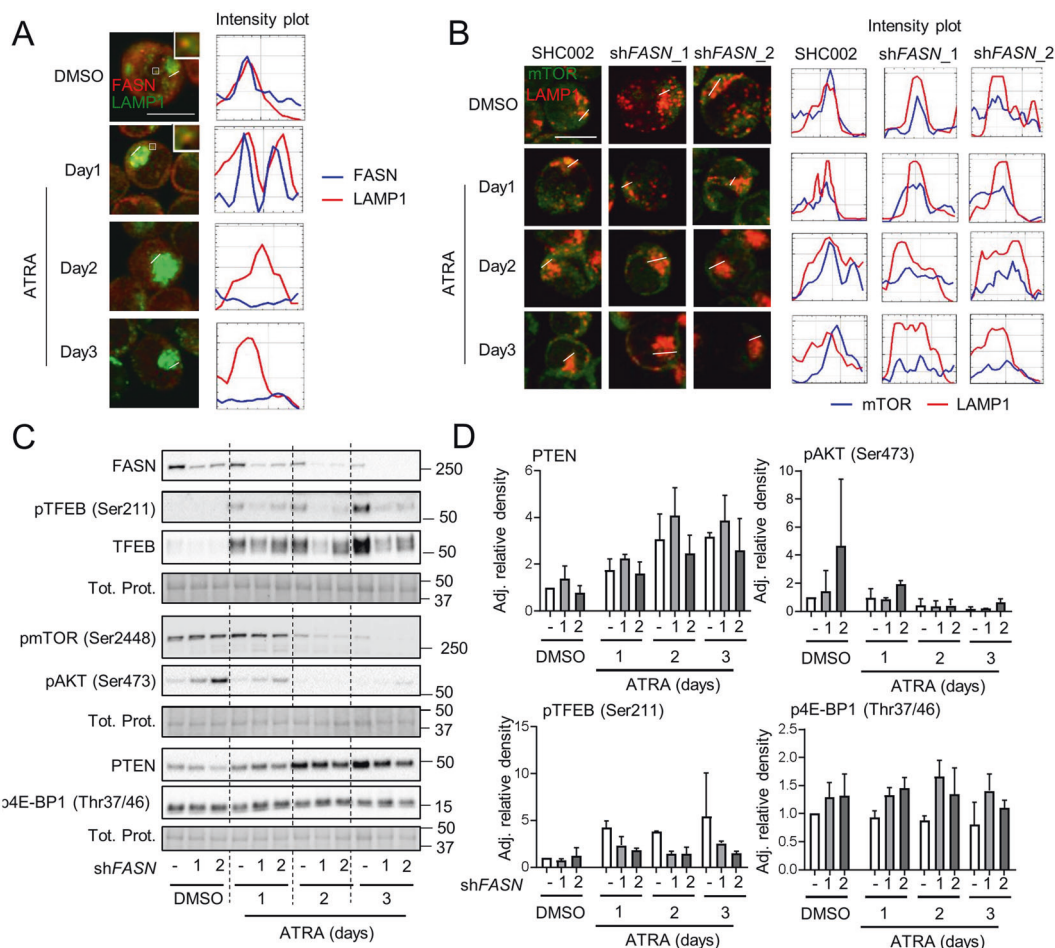 A
Intensity plot
DMSO
FASN
LAMP1
Day1
FASN
LAMP1
Day2
Day3
ATRA
B
Intensity plot
SHC002 shFASN_1 shFASN_2
SHC002 shFASN_1 shFASN_2
mTOR
LAMP1
DMSO
Day1
Day2
Day3
ATRA
mTOR LAMP1
C
FASN
250
pTFEB (Ser211)
50
TFEB
50
Tot. Prot.
50
37
pmTOR (Ser2448)
250
pAKT (Ser473)
50
Tot. Prot.
50
37
PTEN
50
p4E-BP1 (Thr37/46)
15
Tot. Prot.
50
37
shFASN - 1 2 - 1 2 - 1 2 - 1 2
DMSO 1 2 3
ATRA (days)
D
PTEN
Adj. relative density
6
4
2
0
- 1 2 - 1 2 - 1 2 - 1 2
DMSO 1 2 3
ATRA (days)
pAKT (Ser473)
Adj. relative density
10
8
6
4
2
0
- 1 2 - 1 2 - 1 2 - 1 2
DMSO 1 2 3
ATRA (days)
pTFEB (Ser211)
Adj. relative density
15
10
5
0
shFASN - 1 2 - 1 2 - 1 2 - 1 2
DMSO 1 2 3
ATRA (days)
p4E-BP1 (Thr37/46)
Adj. relative density
2.5
2.0
1.5
1.0
0.5
0.0
- 1 2 - 1 2 - 1 2 - 1 2
DMSO 1 2 3
ATRA (days)